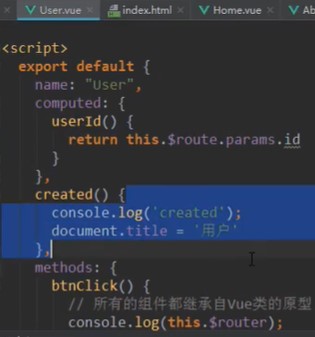 User.vue index.html Home.vue Ab
<script>
export default {
name: "User",
computed: {
userId() {
return this.$route.params.id
}
},
created() {
console.log('created');
document.title = '用户'
},
methods: {
btnClick() {
// 所有的组件都继承自Vue类的原型
console.log(this.$router);